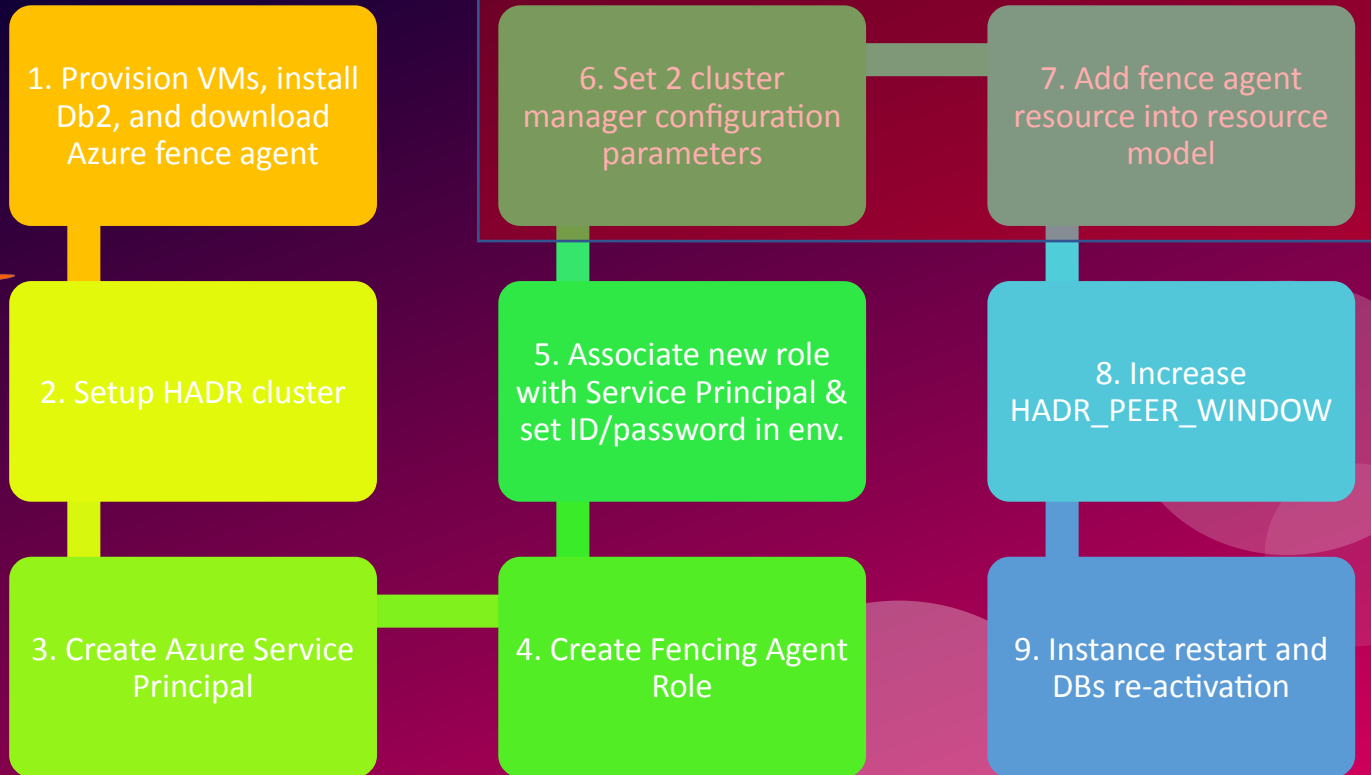 1. Provision VMs, install
Db2, and download
Azure fence agent
2. Setup HADR cluster
3. Create Azure Service
Principal
4. Create Fencing Agent
Role
5. Associate new role
with Service Principal &
set ID/password in env.
6. Set 2 cluster
manager configuration
parameters
7. Add fence agent
resource into resource
model
8. Increase
HADR_PEER_WINDOW
9. Instance restart and
DBs re-activation